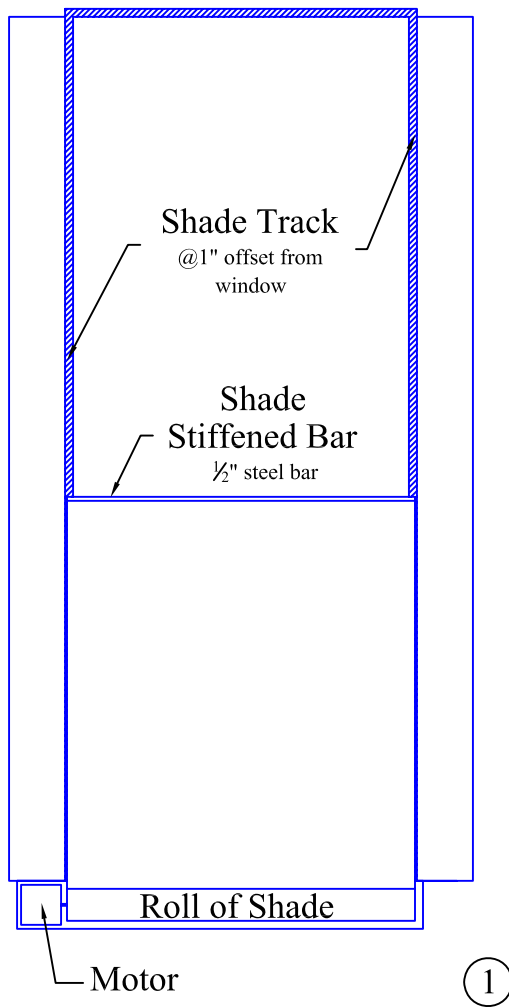 Shade Track
@1" offset from
window
Shade
Stiffened Bar
½" steel bar
Roll of Shade
Motor
1